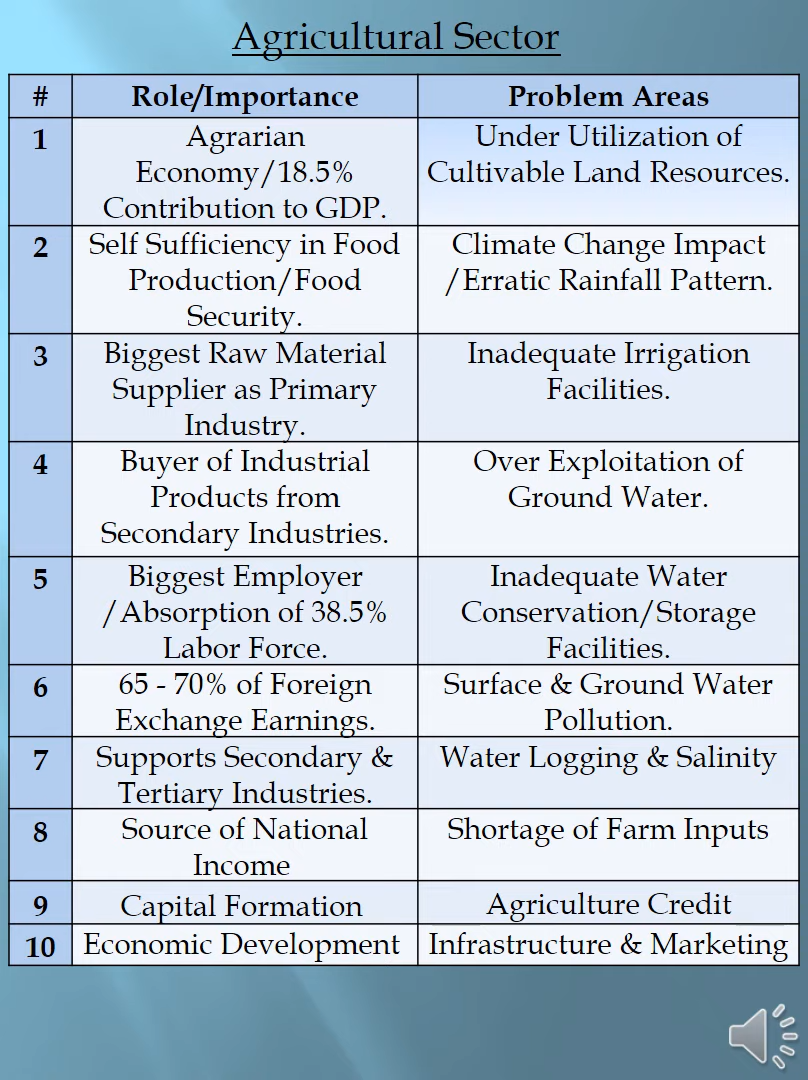 Agricultural Sector
# Role/Importance Problem Areas
1 Agrarian Under Utilization of
Economy/18.5% Cultivable Land Resources.
Contribution to GDP.
2 Self Sufficiency in Food Climate Change Impact
Production/Food /Erratic Rainfall Pattern.
Security.
3 Biggest Raw Material Inadequate Irrigation
Supplier as Primary Facilities.
Industry.
4 Buyer of Industrial Over Exploitation of
Products from Ground Water.
Secondary Industries.
5 Biggest Employer Inadequate Water
/Absorption of 38.5% Conservation/Storage
Labor Force. Facilities.
6 65 - 70% of Foreign Surface & Ground Water
Exchange Earnings. Pollution.
7 Supports Secondary & Water Logging & Salinity
Tertiary Industries.
8 Source of National Shortage of Farm Inputs
Income
9 Capital Formation Agriculture Credit
10 Economic Development Infrastructure & Marketing